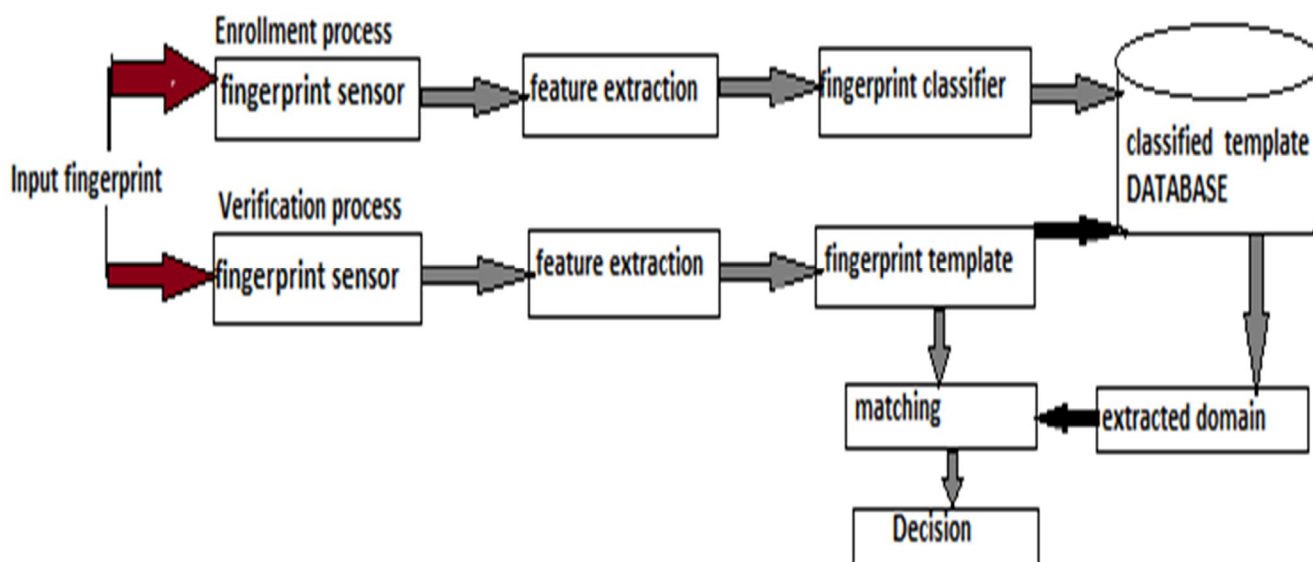 Enrollment process
fingerprint sensor
feature extraction
fingerprint classifier
classified template
DATABASE
Input fingerprint
Verification process
fingerprint sensor
feature extraction
fingerprint template
matching
extracted domain
Decision